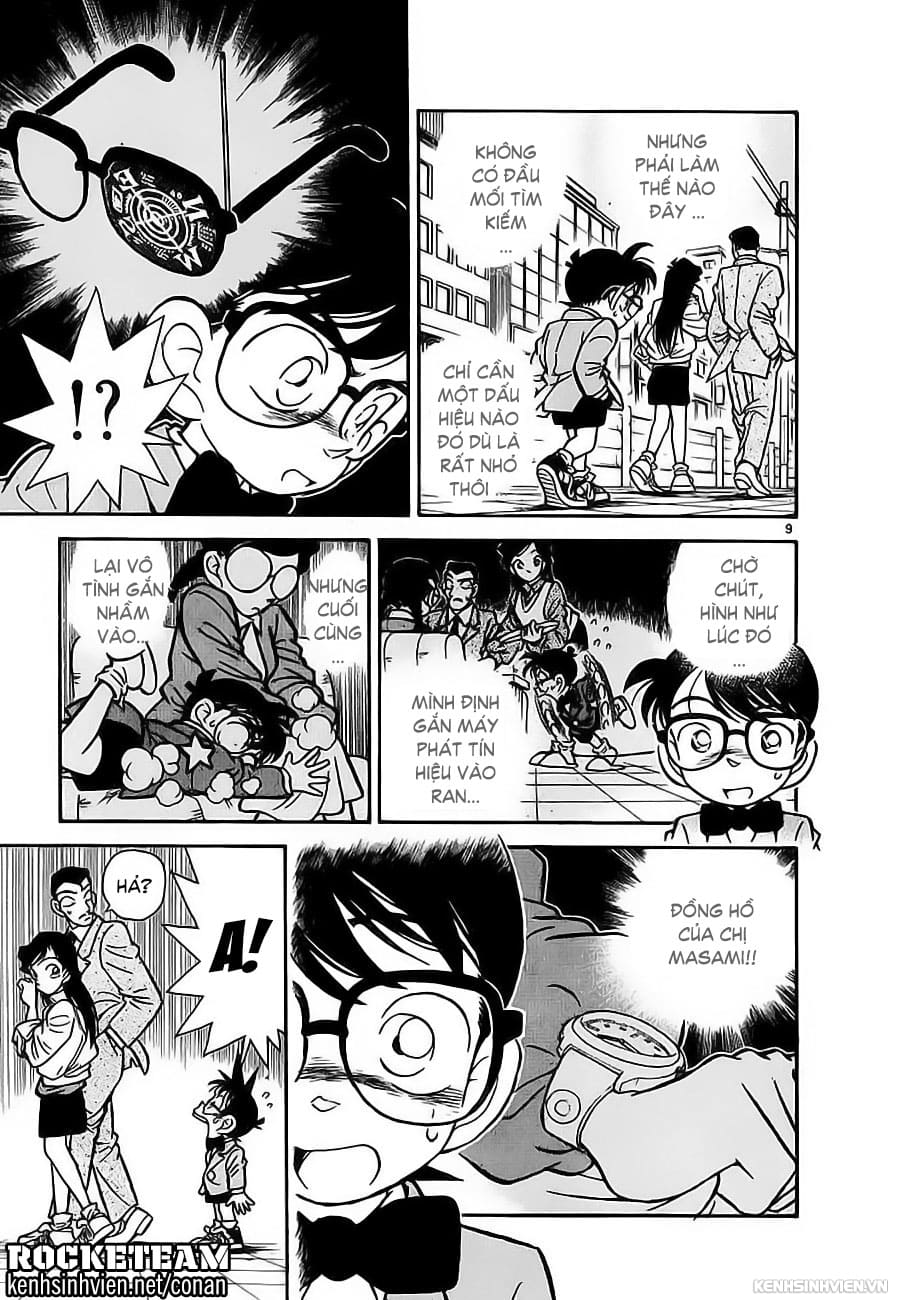 NHƯNG
PHẢI LÀM
THẾ NÀO
ĐÂY ...
KHÔNG
CÓ ĐẦU
MỐI TÌM
KIẾM
...
CHỈ CẦN
MỘT DẤU
HIỆU NÀO
ĐÓ DÙ LÀ
RẤT NHỎ
THÔI ...
!?
9
CHỜ
CHÚT,
HÌNH NHƯ
LÚC ĐÓ
...
MÌNH ĐỊNH
GẮN MÁY
PHÁT TÍN
HIỆU VÀO
RAN...
NHƯNG
CUỐI
CÙNG
...
LẠI VÔ
TÌNH GẮN
NHẦM
VÀO...
ĐỒNG HỒ
CỦA CHỊ
MASAMI!!
A!
HẢ?
ROCKETEAM
kenhsinhvien.net/conan
KENHSINHVIEN.VN